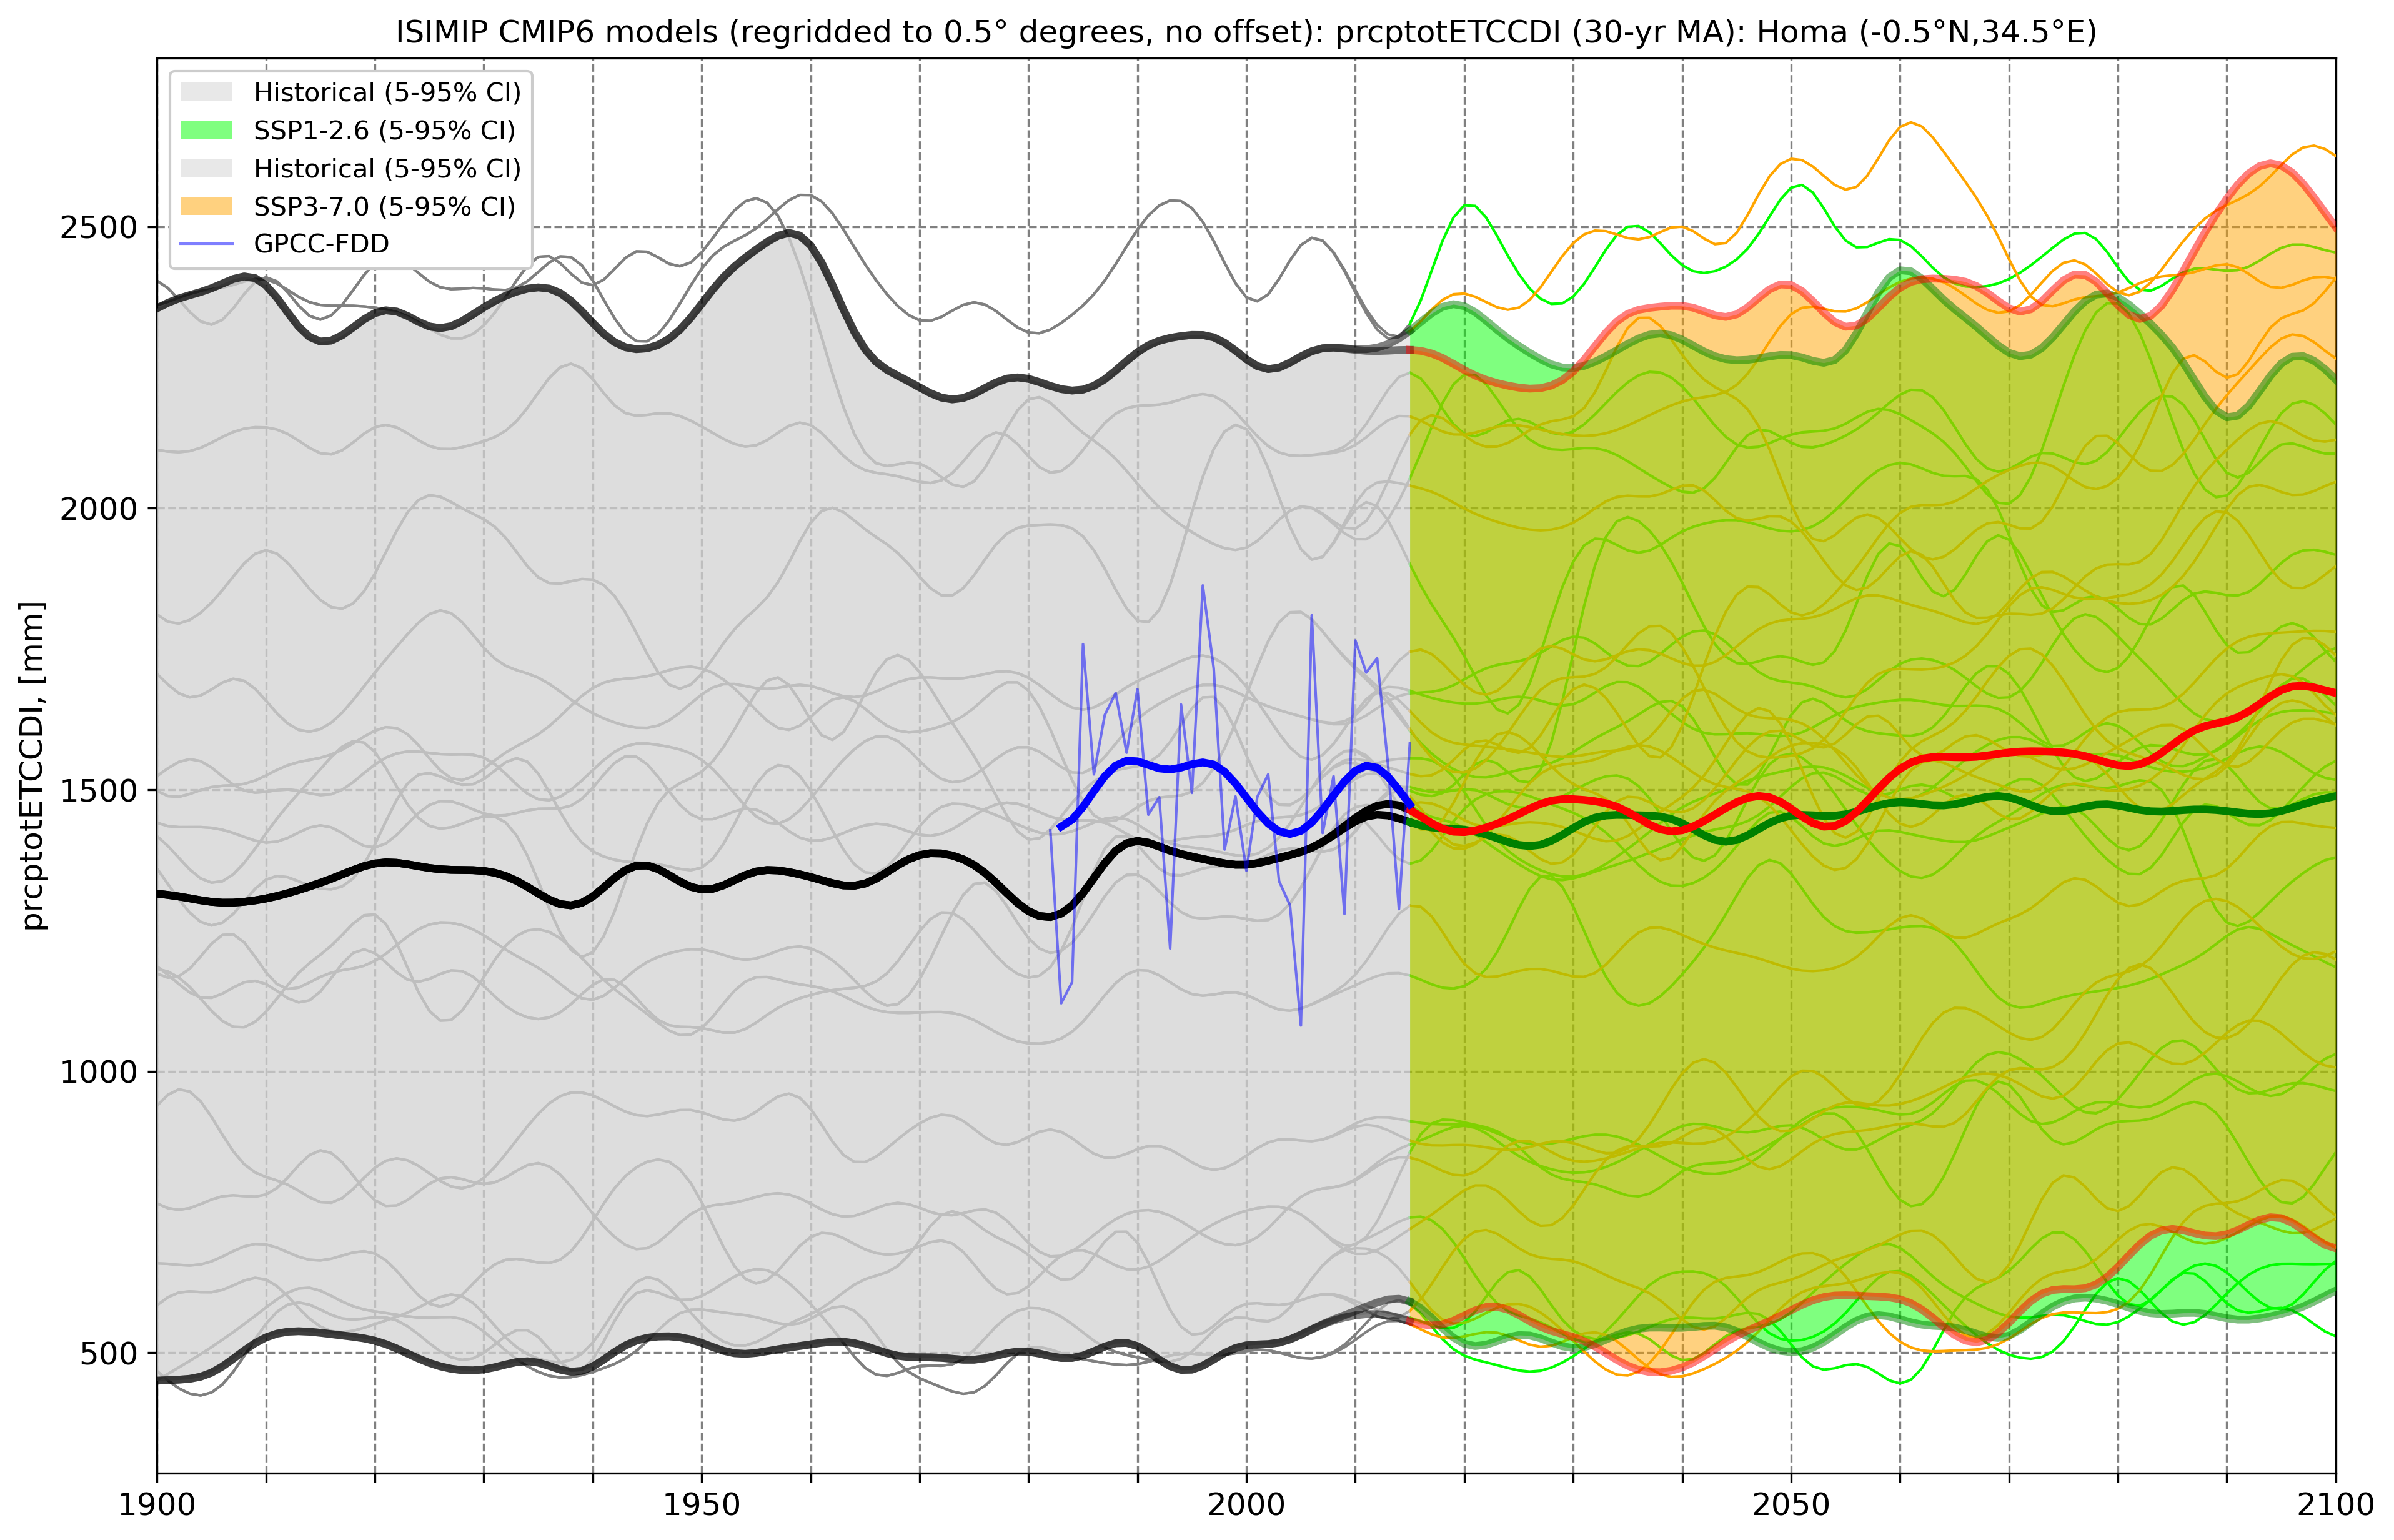 ISIMIP CMIP6 models (regridded to 0.5° degrees, no offset): prcptotETCCDI (30-yr MA): Homa (-0.5°N,34.5°E)
Historical (5-95% CI)
SSP1-2.6 (5-95% CI)
Historical (5-95% CI)
SSP3-7.0 (5-95% CI)
GPCC-FDD
prcptotETCCDI, [mm]
2500
2000
1500
1000
500
1900 1950 2000 2050 2100